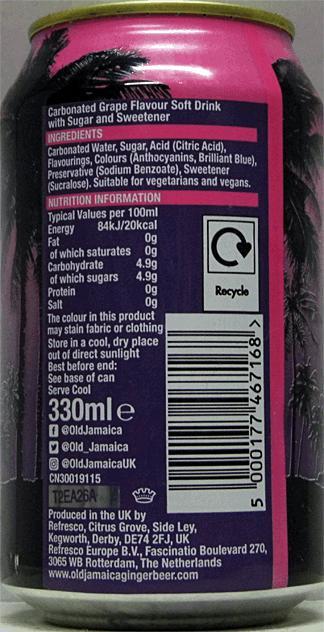 Carbonated Grape Flavour Soft Drink
with Sugar and Sweetener
INGREDIENTS
Carbonated Water, Sugar, Acid (Citric Acid),
Flavourings, Colours (Anthocyanins, Brilliant Blue),
Preservative (Sodium Benzoate), Sweetener
(Sucralose). Suitable for vegetarians and vegans.
NUTRITION INFORMATION
Typical Values per 100ml
Energy 84kJ/20kcal
Fat 0g
of which saturates 0g
Carbohydrate 4.9g
of which sugars 4.9g
Protein 0g
Salt 0g
Recycle
The colour in this product
may stain fabric or clothing
Store in a cool, dry place
out of direct sunlight
Best before end:
See base of can
Serve Cool
330ml e
@OldJamaica
@Old_Jamaica
@OldJamaicaUK
CN30019115
T2EA26A
5 000177 467168 >
Produced in the UK by
Refresco, Citrus Grove, Side Ley,
Kegworth, Derby, DE74 2FJ, UK
Refresco Europe B.V., Fascinatio Boulevard 270,
3065 WB Rotterdam, The Netherlands
www.oldjamaicagingerbeer.com